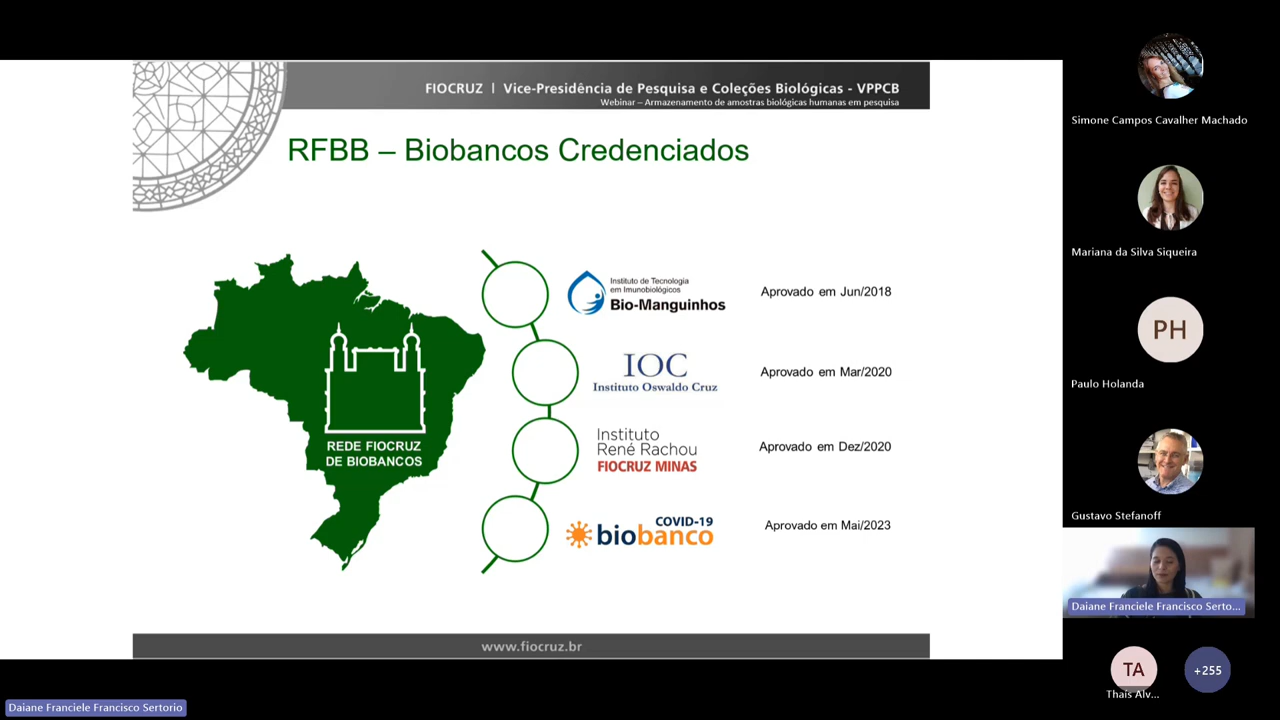 FIOCRUZ | Vice-Presidência de Pesquisa e Coleções Biológicas - VPPCB
Webinar – Armazenamento de amostras biológicas humanas em pesquisa
RFBB – Biobancos Credenciados
REDE FIOCRUZ
DE BIOBANCOS
Instituto de Tecnologia
em Imunobiológicos
Bio-Manguinhos
Aprovado em Jun/2018
IOC
Instituto Oswaldo Cruz
Aprovado em Mar/2020
Instituto
René Rachou
FIOCRUZ MINAS
Aprovado em Dez/2020
COVID-19
biobanco
Aprovado em Mai/2023
www.fiocruz.br
Simone Campos Cavalher Machado
Mariana da Silva Siqueira
PH
Paulo Holanda
Gustavo Stefanoff
Daiane Franciele Francisco Serto...
TA
Thaís Alv...
+255
Daiane Franciele Francisco Sertorio